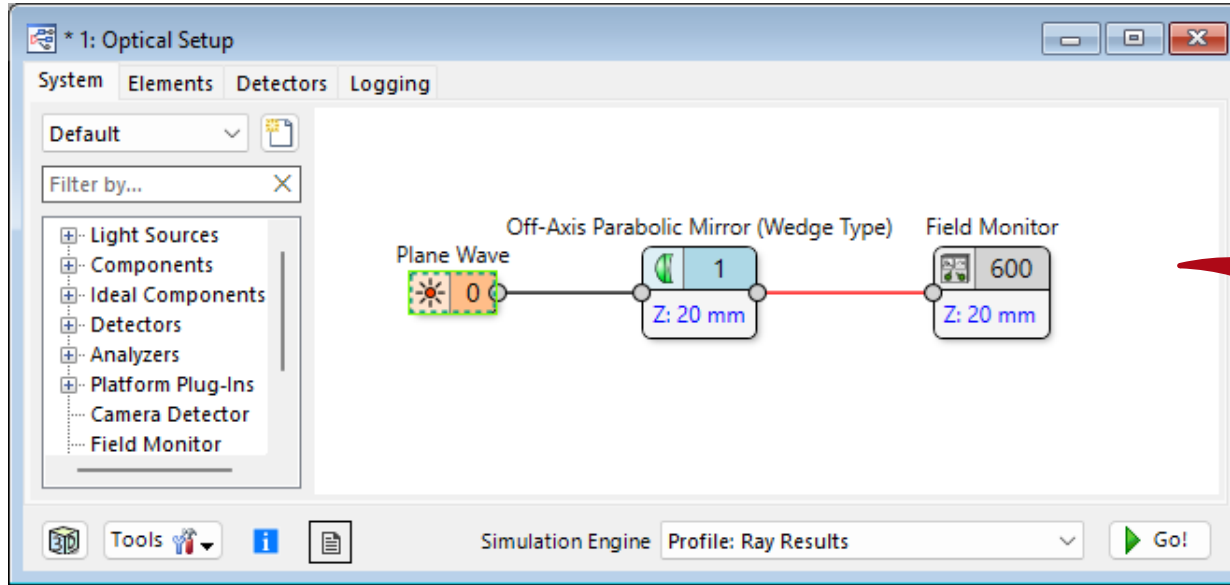 * 1: Optical Setup
System Elements Detectors Logging
Default
Filter by...
Light Sources
Components
Ideal Components
Detectors
Analyzers
Platform Plug-Ins
Camera Detector
Field Monitor
Plane Wave
0
Off-Axis Parabolic Mirror (Wedge Type)
1
Z: 20 mm
Field Monitor
600
Z: 20 mm
3D
Tools
i
Simulation Engine
Profile: Ray Results
Go!